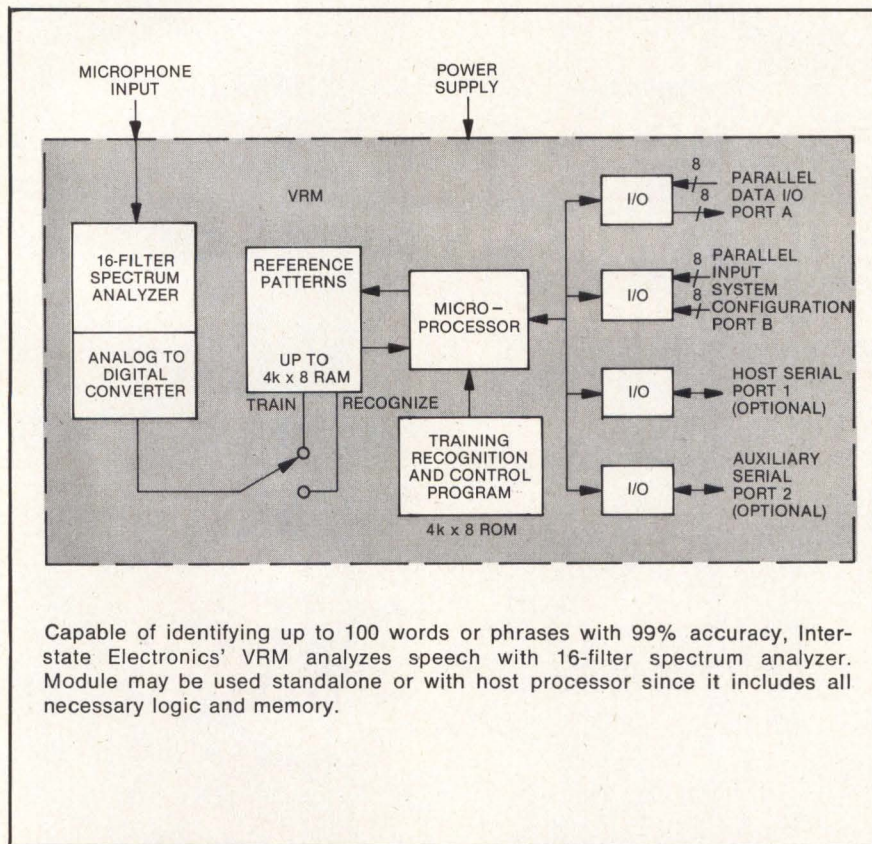 MICROPHONE
INPUT
POWER
SUPPLY
VRM
16-FILTER
SPECTRUM
ANALYZER
ANALOG TO
DIGITAL
CONVERTER
REFERENCE
PATTERNS
UP TO
4k x 8 RAM
TRAIN
RECOGNIZE
MICRO–
PROCESSOR
TRAINING
RECOGNITION
AND CONTROL
PROGRAM
4k x 8 ROM
I/O
8
8
PARALLEL
DATA I/O
PORT A
I/O
8
8
PARALLEL
INPUT
SYSTEM
CONFIGURATION
PORT B
I/O
HOST SERIAL
PORT 1
(OPTIONAL)
I/O
AUXILIARY
SERIAL
PORT 2
(OPTIONAL)
Capable of identifying up to 100 words or phrases with 99% accuracy, Inter-
state Electronics' VRM analyzes speech with 16-filter spectrum analyzer.
Module may be used standalone or with host processor since it includes all
necessary logic and memory.